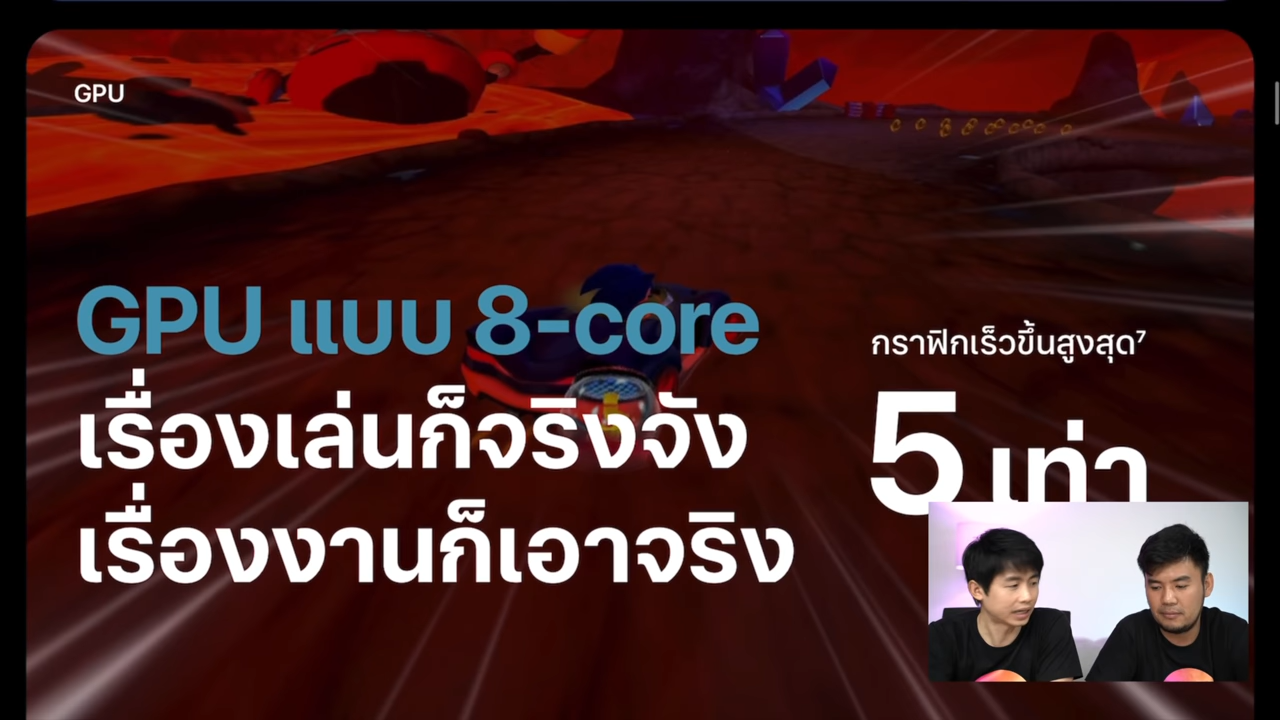 GPU
GPU แบบ 8-core
เรื่องเล่นก็จริงจัง
เรื่องงานก็เอาจริง
กราฟิกเร็วขึ้นสูงสุด⁷
5 เท่า